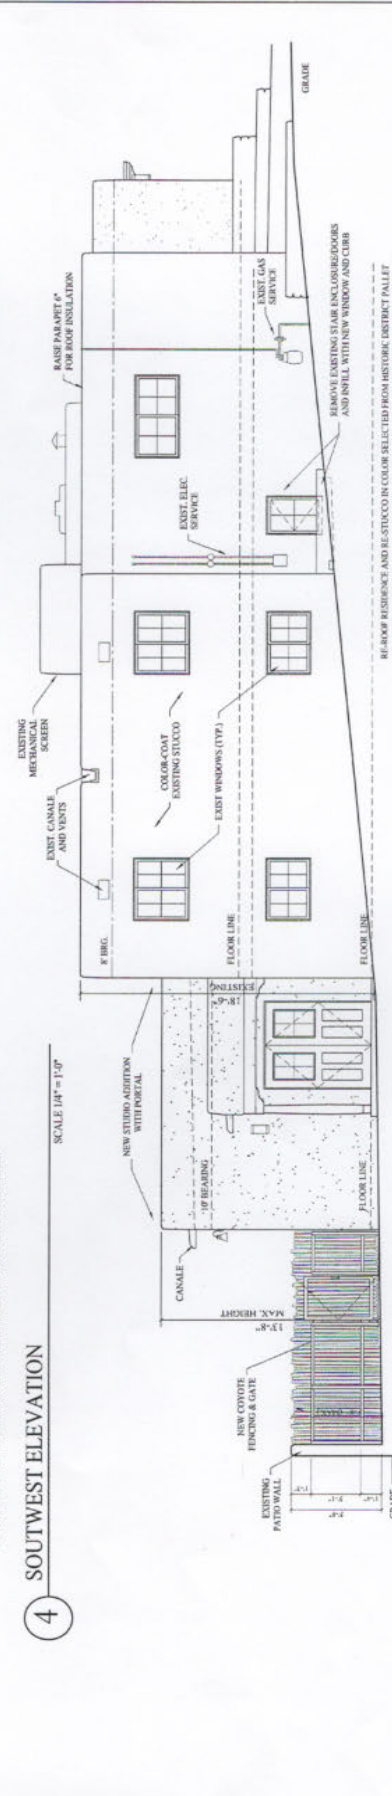 4
SOUTWEST ELEVATION
SCALE 1/4" = 1'-0"
EXISTING
PATIO WALL
NEW COYOTE
FENCING & GATE
13'-8"
MAX. HEIGHT
CANALE
10' BEARING
NEW STUDIO ADDITION
WITH PORTAL
18'-6"
EXISTING
FLOOR LINE
EXIST. CANALE
AND VENTS
8' BRG.
FLOOR LINE
FLOOR LINE
EXISTING
MECHANICAL
SCREEN
COLOR-COAT
EXISTING STUCCO
EXIST WINDOWS (TYP.)
EXIST. ELEC.
SERVICE
RAISE PARAPET 6"
FOR ROOF INSULATION
EXIST. GAS
SERVICE
REMOVE EXISTING STAIR ENCLOSURE/DOORS
AND INFILL WITH NEW WINDOW AND CURB
GRADE
RE-ROOF RESIDENCE AND RE-STUCCO IN COLOR SELECTED FROM HISTORIC DISTRICT PALLET
GRADE